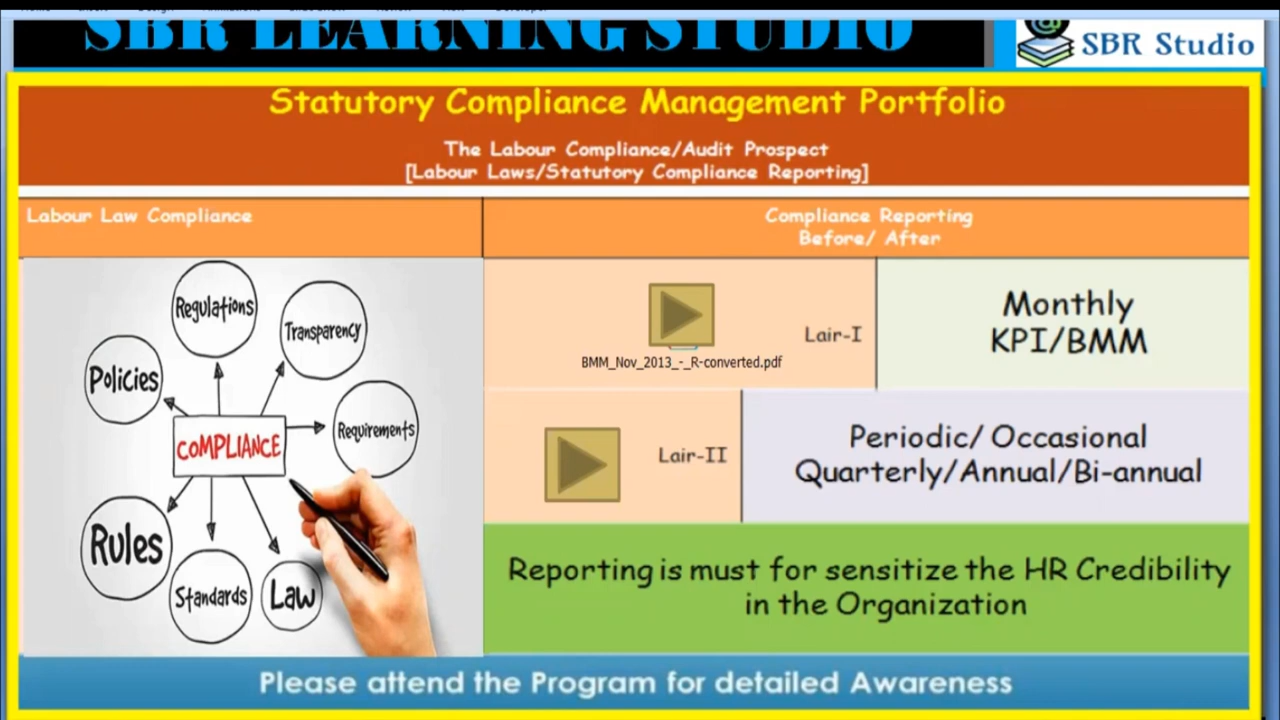 SBR LEARNING STUDIO
SBR Studio
Statutory Compliance Management Portfolio
The Labour Compliance/Audit Prospect
[Labour Laws/Statutory Compliance Reporting]
Labour Law Compliance
Compliance Reporting
Before/ After
Regulations
Transparency
Policies
Requirements
COMPLIANCE
Rules
Standards
Law
Lair-I
BMM_Nov_2013_-_R-converted.pdf
Monthly
KPI/BMM
Lair-II
Periodic/ Occasional
Quarterly/Annual/Bi-annual
Reporting is must for sensitize the HR Credibility
in the Organization
Please attend the Program for detailed Awareness